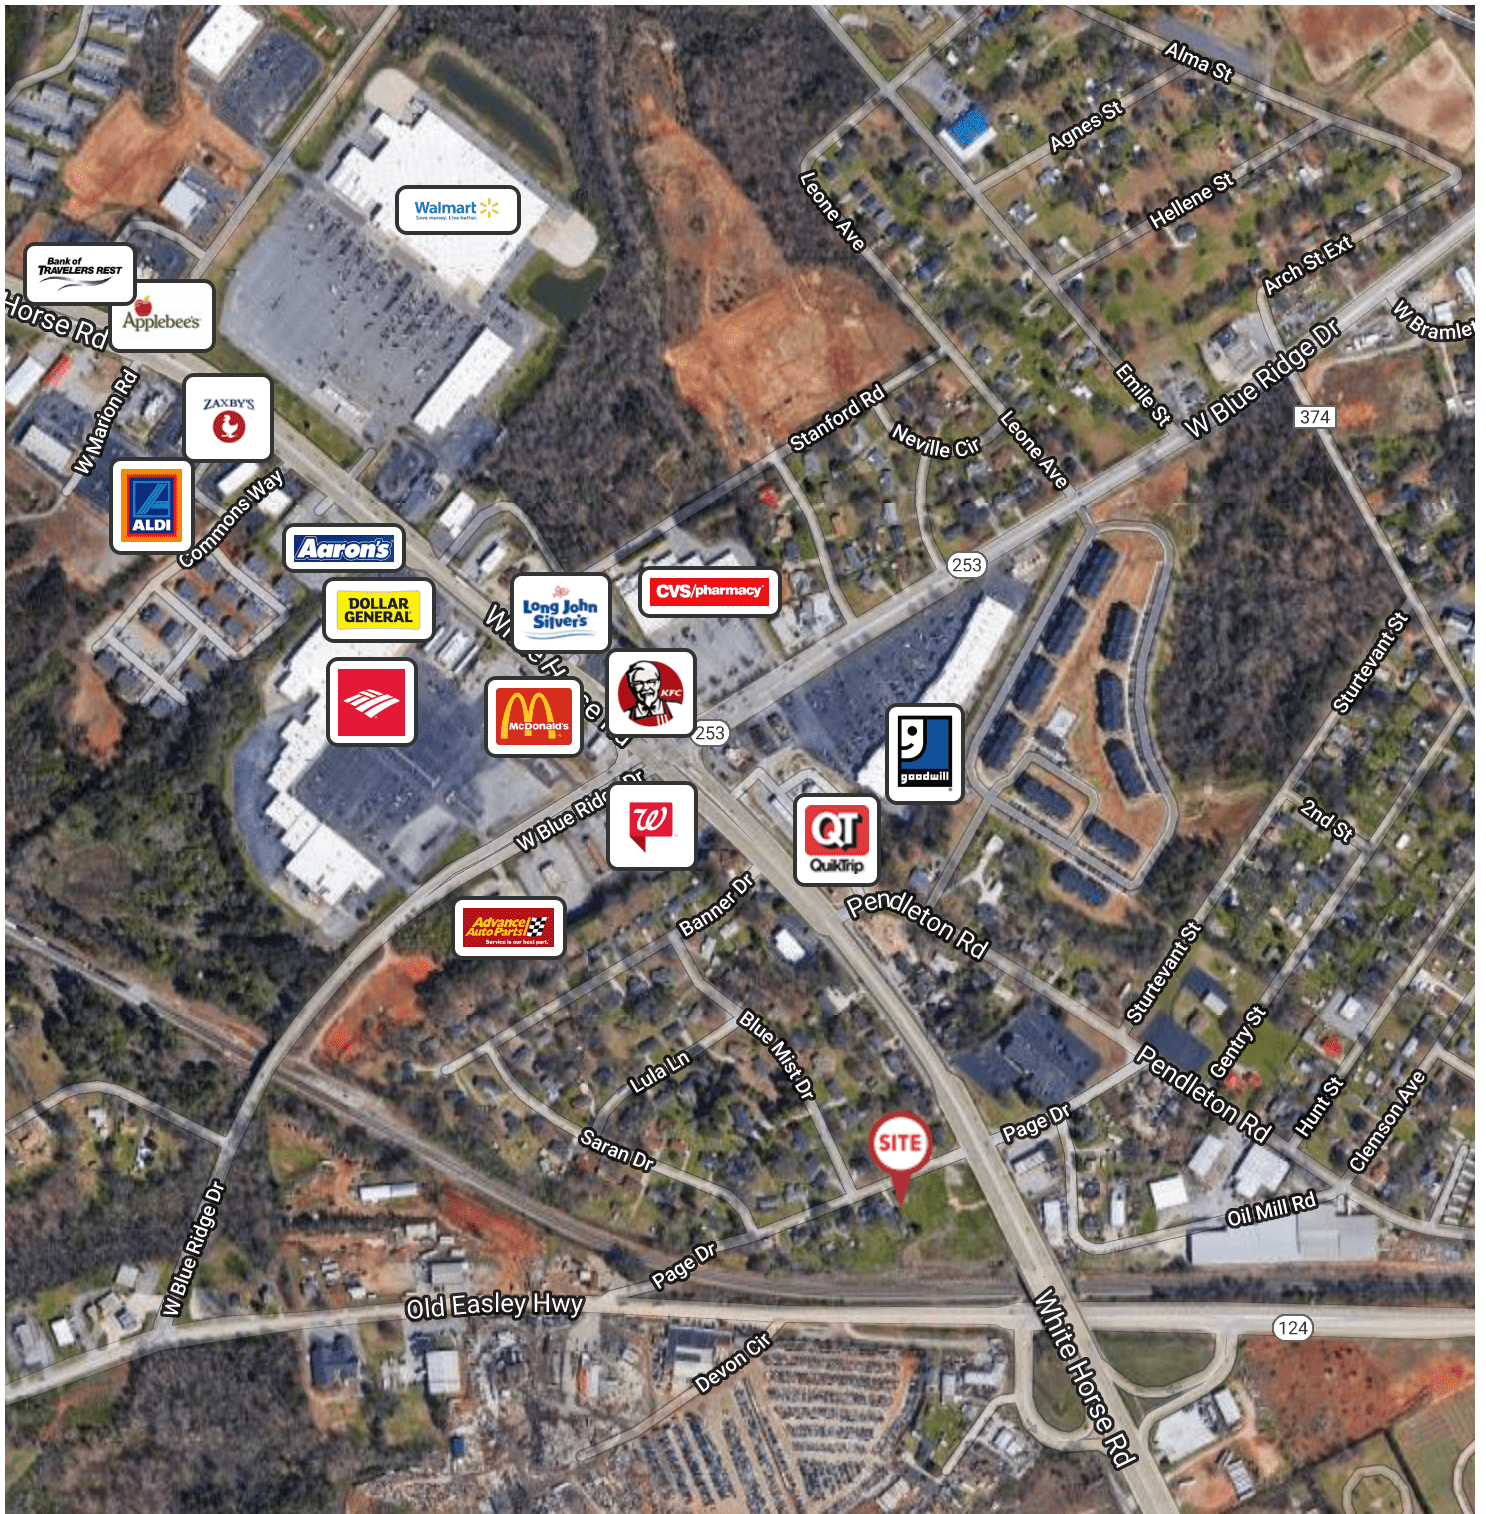 Alma St
Agnes St
Hellene St
Leone Ave
Arch St Ext
W Bramlet
W Blue Ridge Dr
374
Emile St
Walmart
Save money. Live better.
Bank of
TRAVELERS REST
Applebee's
Horse Rd
W Marion Rd
ZAXBY'S
ALDI
Commons Way
Stanford Rd
Neville Cir
Leone Ave
253
Aaron's
DOLLAR
GENERAL
Long John
Silver's
CVS/pharmacy
KFC
McDonald's
253
goodwill
Sturtevant St
2nd St
W Blue Ridge Dr
W
QT
QuikTrip
Advance
Auto Parts
Service is our best part.
Banner Dr
Pendleton Rd
Sturtevant St
Gentry St
Blue Mist Dr
Lula Ln
Saran Dr
SITE
Page Dr
Pendleton Rd
Hunt St
Clemson Ave
Oil Mill Rd
W Blue Ridge Dr
Page Dr
Old Easley Hwy
124
Devon Cir
White Horse Rd